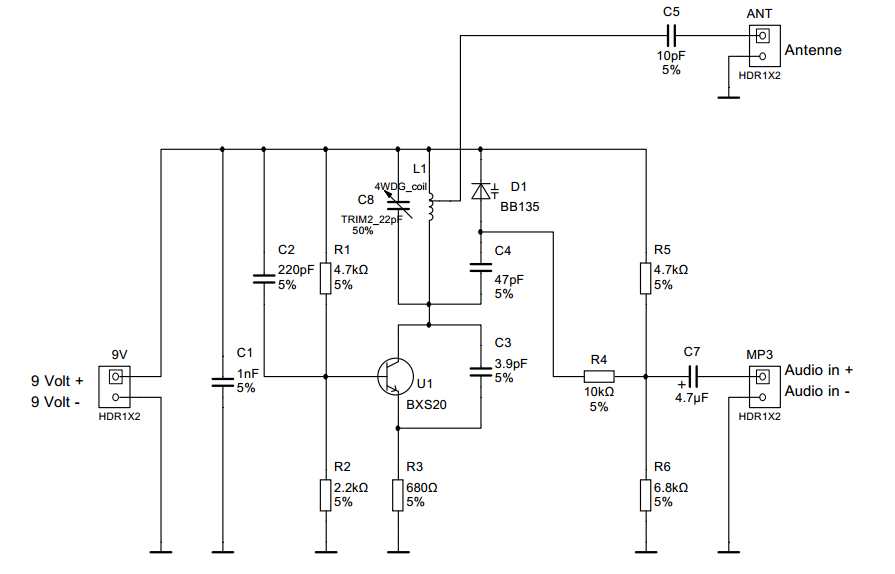 C5
ANT
10pF
5%
Antenne
HDR1X2
L1
4WDG_coil
C8
TRIM2_22pF
50%
D1
BB135
C2
220pF
5%
R1
4.7kΩ
5%
C4
47pF
5%
R5
4.7kΩ
5%
9V
9 Volt +
9 Volt -
HDR1X2
C1
1nF
5%
U1
BXS20
C3
3.9pF
5%
R4
10kΩ
5%
C7
+
4.7µF
MP3
Audio in +
Audio in -
HDR1X2
R2
2.2kΩ
5%
R3
680Ω
5%
R6
6.8kΩ
5%